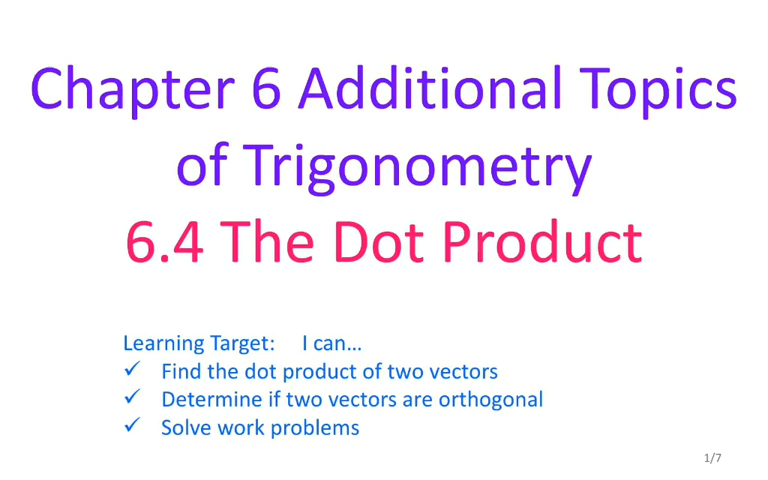 Chapter 6 Additional Topics
of Trigonometry
6.4 The Dot Product
Learning Target: I can…
✓ Find the dot product of two vectors
✓ Determine if two vectors are orthogonal
✓ Solve work problems
1/7